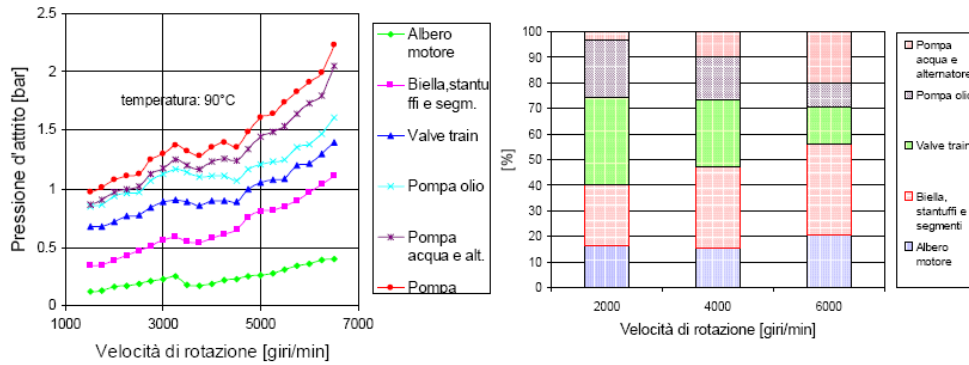 2.5
2
1.5
1
0.5
0
Pressione d'attrito [bar]
temperatura: 90°C
1000
3000
5000
7000
Velocità di rotazione [giri/min]
Albero
motore
Biella,stantu
ffi e segm.
Valve train
Pompa olio
Pompa
acqua e alt.
Pompa
100
90
80
70
60
50
40
30
20
10
0
[%]
2000
4000
6000
Velocità di rotazione [giri/min]
Pompa
acqua e
alternatore
Pompa olio
Valve train
Biella,
stantuffi e
segmenti
Albero
motore